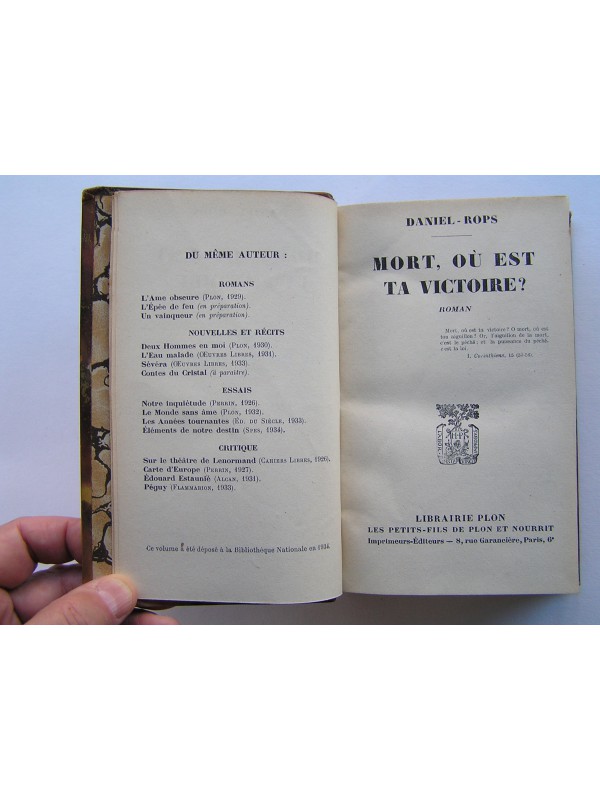 DU MÊME AUTEUR :
ROMANS
L'Ame obscure (PLON, 1929).
L'Épée de feu (en préparation).
Un vainqueur (en préparation).
NOUVELLES ET RÉCITS
Deux Hommes en moi (PLON, 1930).
L'Eau malade (ŒUVRES LIBRES, 1931).
Sévéra (ŒUVRES LIBRES, 1933).
Contes du Cristal (à paraître).
ESSAIS
Notre inquiétude (PERRIN, 1926).
Le Monde sans âme (PLON, 1932).
Les Années tournantes (ÉD. DU SIÈCLE, 1933).
Éléments de notre destin (SPES, 1934).
CRITIQUE
Sur le théâtre de Lenormand (CAHIERS LIBRES, 1926).
Carte d'Europe (PERRIN, 1927).
Édouard Estaunié (ALCAN, 1931).
Péguy (FLAMMARION, 1933).
Ce volume a été déposé à la Bibliothèque Nationale en 1934.
DANIEL-ROPS
MORT, OÙ EST
TA VICTOIRE?
ROMAN
Mort, où est ta victoire? O mort, où est
ton aiguillon? Or, l'aiguillon de la mort,
c'est le péché; et la puissance du péché,
c'est la loi.
I. Corinthiens, 15
LIBRAIRIE PLON
LES PETITS-FILS DE PLON ET NOURRIT
Imprimeurs-Éditeurs — 8, rue Garancière, Paris, 6e